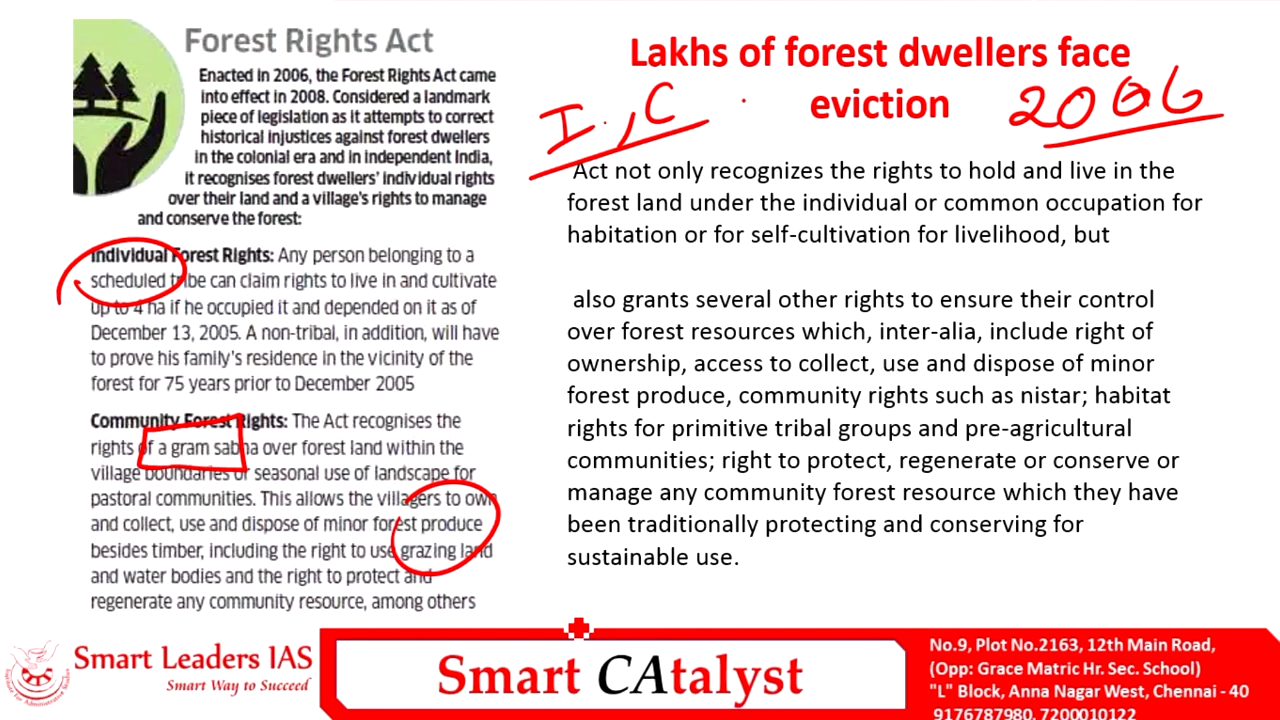 Forest Rights Act
Enacted in 2006, the Forest Rights Act came
into effect in 2008. Considered a landmark
piece of legislation as it attempts to correct
historical injustices against forest dwellers
in the colonial era and in independent India,
it recognises forest dwellers' individual rights
over their land and a village's rights to manage
and conserve the forest:
Individual Forest Rights: Any person belonging to a
scheduled tribe can claim rights to live in and cultivate
up to 4 ha if he occupied it and depended on it as of
December 13, 2005. A non-tribal, in addition, will have
to prove his family's residence in the vicinity of the
forest for 75 years prior to December 2005
Community Forest Rights: The Act recognises the
rights of a gram sabha over forest land within the
village boundaries or seasonal use of landscape for
pastoral communities. This allows the villagers to own
and collect, use and dispose of minor forest produce
besides timber, including the right to use grazing land
and water bodies and the right to protect and
regenerate any community resource, among others
Lakhs of forest dwellers face
eviction
I., C
2006
Act not only recognizes the rights to hold and live in the
forest land under the individual or common occupation for
habitation or for self-cultivation for livelihood, but
also grants several other rights to ensure their control
over forest resources which, inter-alia, include right of
ownership, access to collect, use and dispose of minor
forest produce, community rights such as nistar; habitat
rights for primitive tribal groups and pre-agricultural
communities; right to protect, regenerate or conserve or
manage any community forest resource which they have
been traditionally protecting and conserving for
sustainable use.
Smart Leaders IAS
Smart Way to Succeed
Smart CAtalyst
No.9, Plot No.2163, 12th Main Road,
(Opp: Grace Matric Hr. Sec. School)
"L" Block, Anna Nagar West, Chennai - 40
9176787980, 7200010122